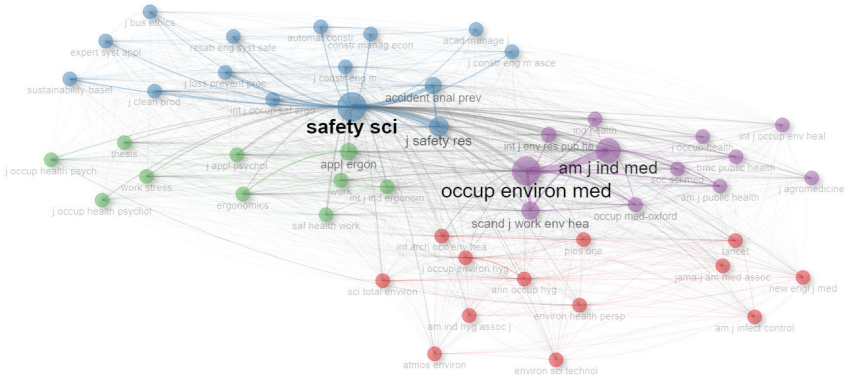 j bus ethics
expert syst appl
reliab eng syst safe
automat constr
constr manag econ
acad manage j
j constr eng m asce
sustainability-basel
j loss prevent proc
j constr eng m
j clean prod
int j occup saf ergo
accident anal prev
safety sci
j safety res
ind health
int j env res pub he
j occup health
int j occup env heal
thesis
j appl psychol
appl ergon
am j ind med
bmc public health
j occup health psych
soc sci med
work stress
work
int j ind ergonom
occup environ med
am j public health
j agromedicine
ergonomics
j occup health psychol
saf health work
scand j work env hea
occup med-oxford
int arch occ env hea
plos one
lancet
j occup environ hyg
jama-j am med assoc
sci total environ
ann occup hyg
new engl j med
environ health persp
am ind hyg assoc j
am j infect control
atmos environ
environ sci technol